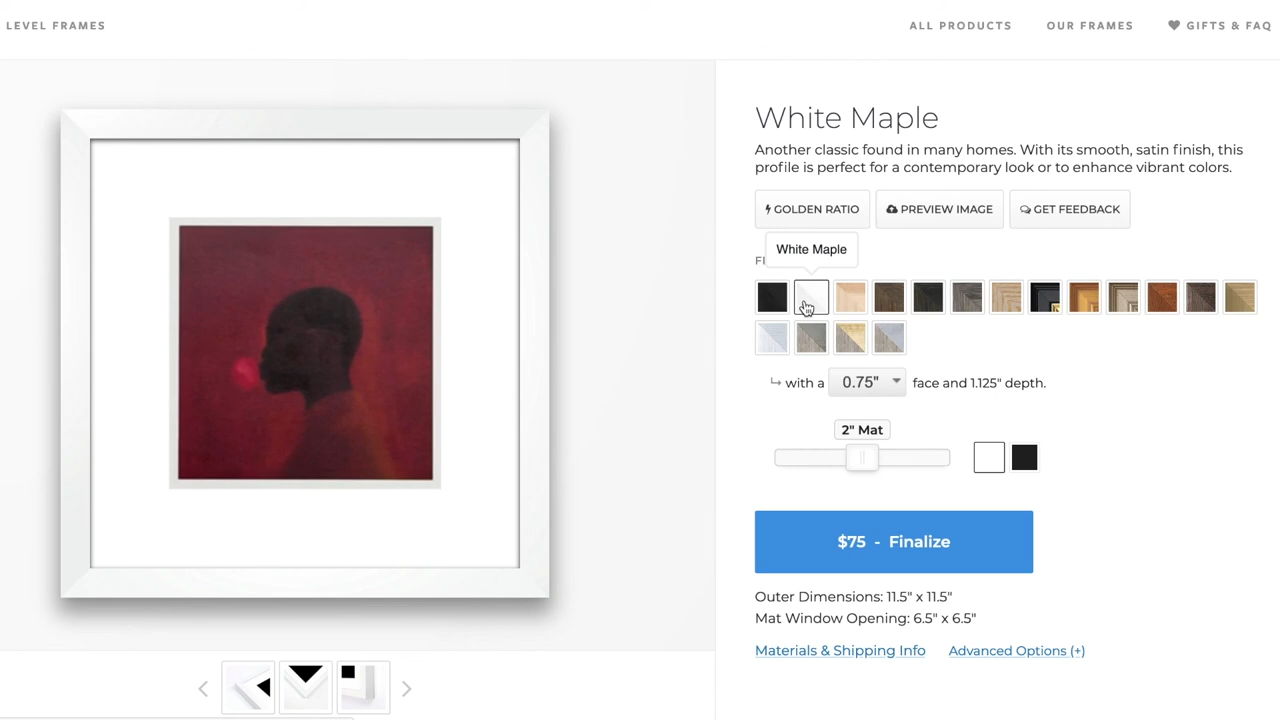 LEVEL FRAMES
ALL PRODUCTS
OUR FRAMES
GIFTS & FAQ
White Maple
Another classic found in many homes. With its smooth, satin finish, this
profile is perfect for a contemporary look or to enhance vibrant colors.
GOLDEN RATIO
PREVIEW IMAGE
GET FEEDBACK
White Maple
with a 0.75" face and 1.125" depth.
2" Mat
$75 - Finalize
Outer Dimensions: 11.5" x 11.5"
Mat Window Opening: 6.5" x 6.5"
Materials & Shipping Info
Advanced Options (+)